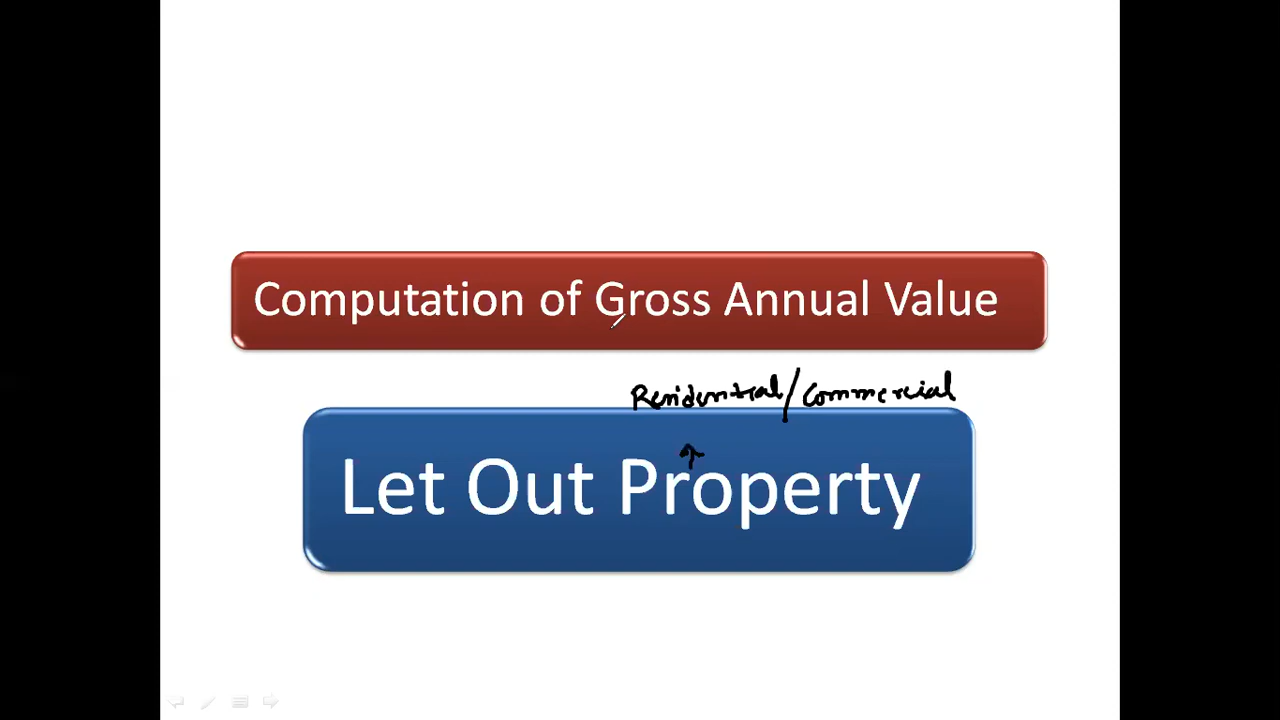 Computation of Gross Annual Value
Residential/Commercial
Let Out Property